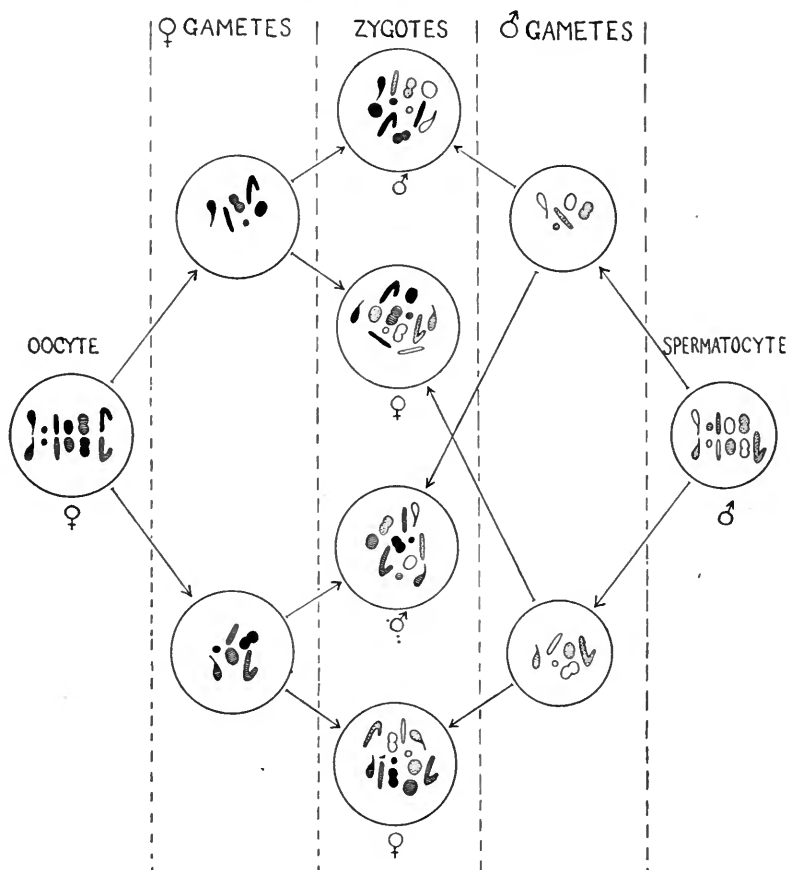 ♀ GAMETES ZYGOTES ♂ GAMETES
♂
♀
OOCYTE SPERMATOCYTE
♀ ♂
♂
♀